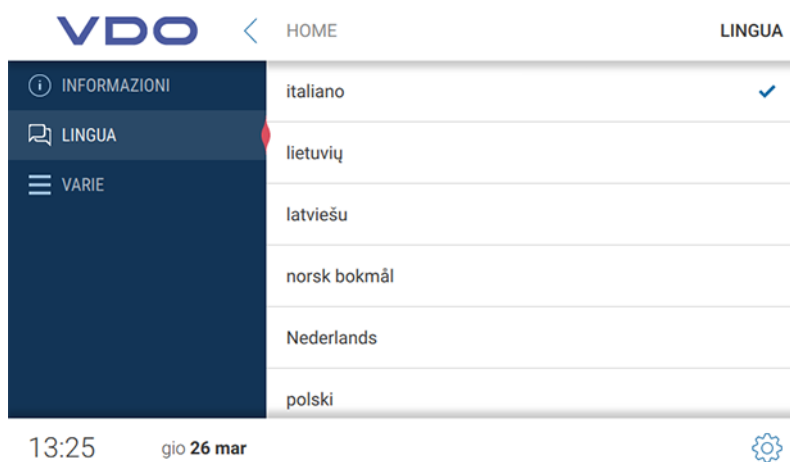 VDO HOME LINGUA
INFORMAZIONI
LINGUA
VARIE
italiano
lietuvių
latviešu
norsk bokmål
Nederlands
polski
13:25 gio 26 mar